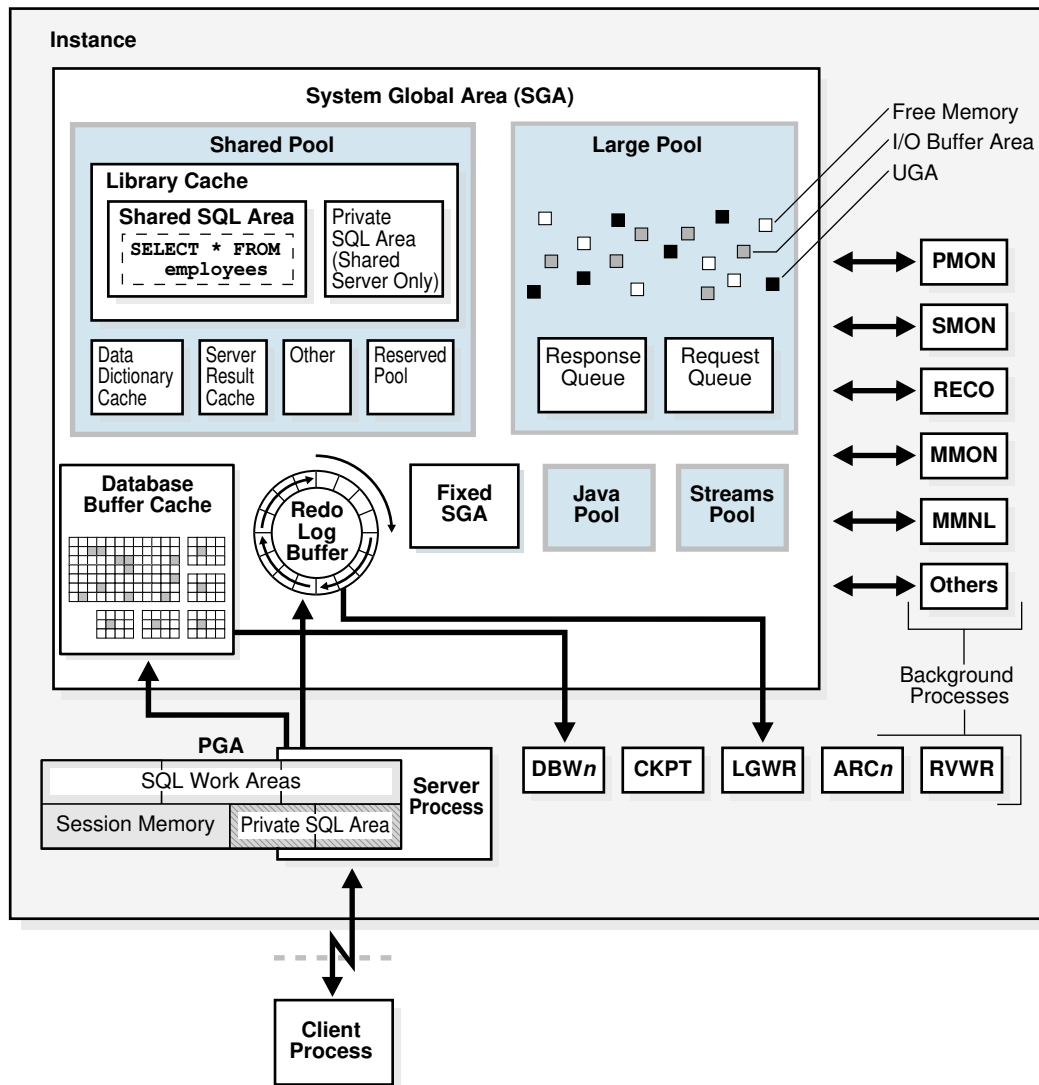 Instance
System Global Area (SGA)
Shared Pool
Library Cache
Shared SQL Area
SELECT * FROM
employees
Private
SQL Area
(Shared
Server Only)
Data
Dictionary
Cache
Server
Result
Cache
Other
Reserved
Pool
Large Pool
Response
Queue
Request
Queue
Free Memory
I/O Buffer Area
UGA
Database
Buffer Cache
Redo
Log
Buffer
Fixed
SGA
Java
Pool
Streams
Pool
PMON
SMON
RECO
MMON
MMNL
Others
Background
Processes
PGA
SQL Work Areas
Session Memory
Private SQL Area
Server
Process
DBWn
CKPT
LGWR
ARCn
RVWR
Client
Process